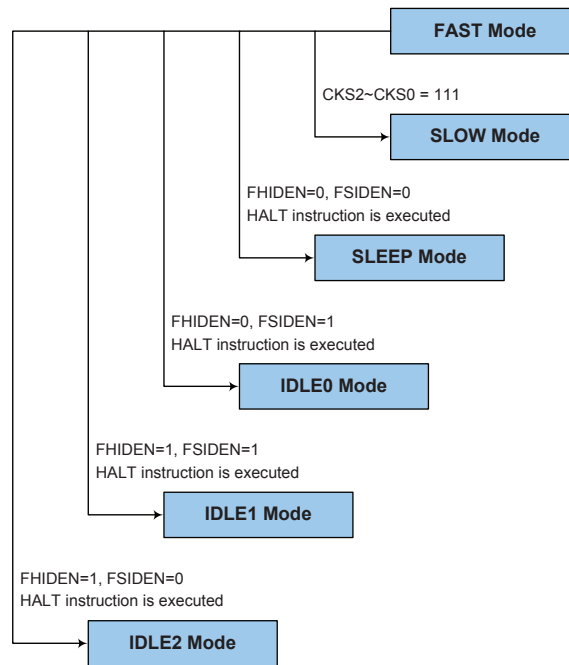 FAST Mode
CKS2~CKS0 = 111
SLOW Mode
FHIDEN=0, FSIDEN=0
HALT instruction is executed
SLEEP Mode
FHIDEN=0, FSIDEN=1
HALT instruction is executed
IDLE0 Mode
FHIDEN=1, FSIDEN=1
HALT instruction is executed
IDLE1 Mode
FHIDEN=1, FSIDEN=0
HALT instruction is executed
IDLE2 Mode